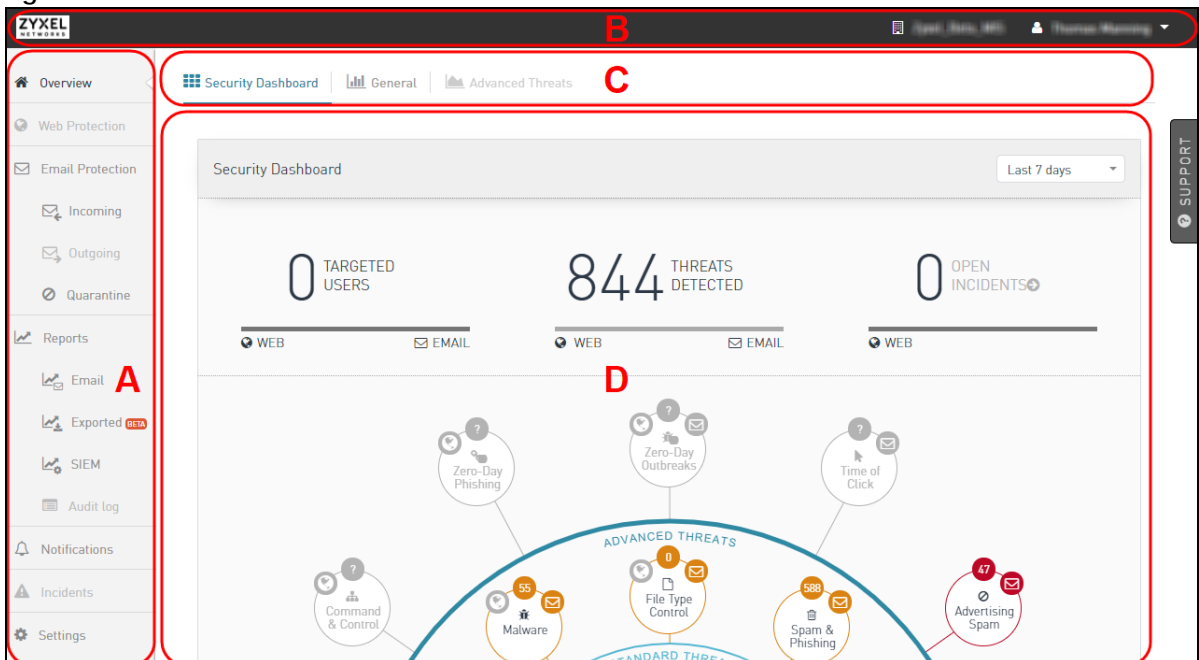 ZYXEL
NETWORKS
B
Overview
Web Protection
Email Protection
Incoming
Outgoing
Quarantine
Reports
Email
A
Exported BETA
SIEM
Audit log
Notifications
Incidents
Settings
Security Dashboard
General
Advanced Threats
C
SUPPORT
Security Dashboard
Last 7 days
0 TARGETED
USERS
WEB
EMAIL
844 THREATS
DETECTED
WEB
EMAIL
0 OPEN
INCIDENTS
WEB
D
?
Zero-Day
Phishing
?
Zero-Day
Outbreaks
?
Time of
Click
ADVANCED THREATS
?
Command
& Control
55
Malware
0
File Type
Control
588
Spam &
Phishing
47
Advertising
Spam